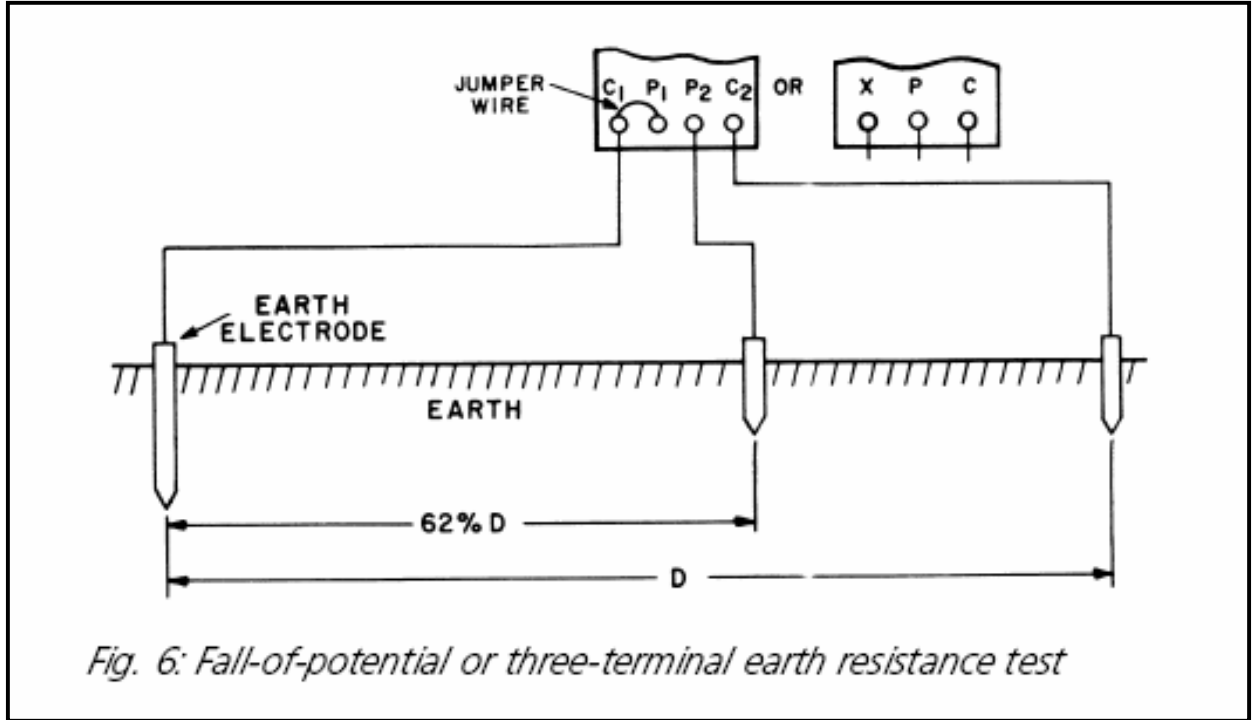 JUMPER
WIRE
C1 P1 P2 C2 OR X P C
EARTH
ELECTRODE
EARTH
62% D
D
Fig. 6: Fall-of-potential or three-terminal earth resistance test